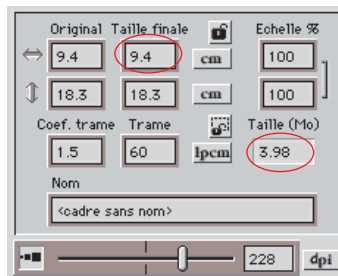 Original Taille finale Echelle %
9.4 9.4 cm 100
18.3 18.3 cm 100
Coef. trame Trame Taille (Mo)
1.5 60 lpcm 3.98
Nom
<cadre sans nom>
228 dpi